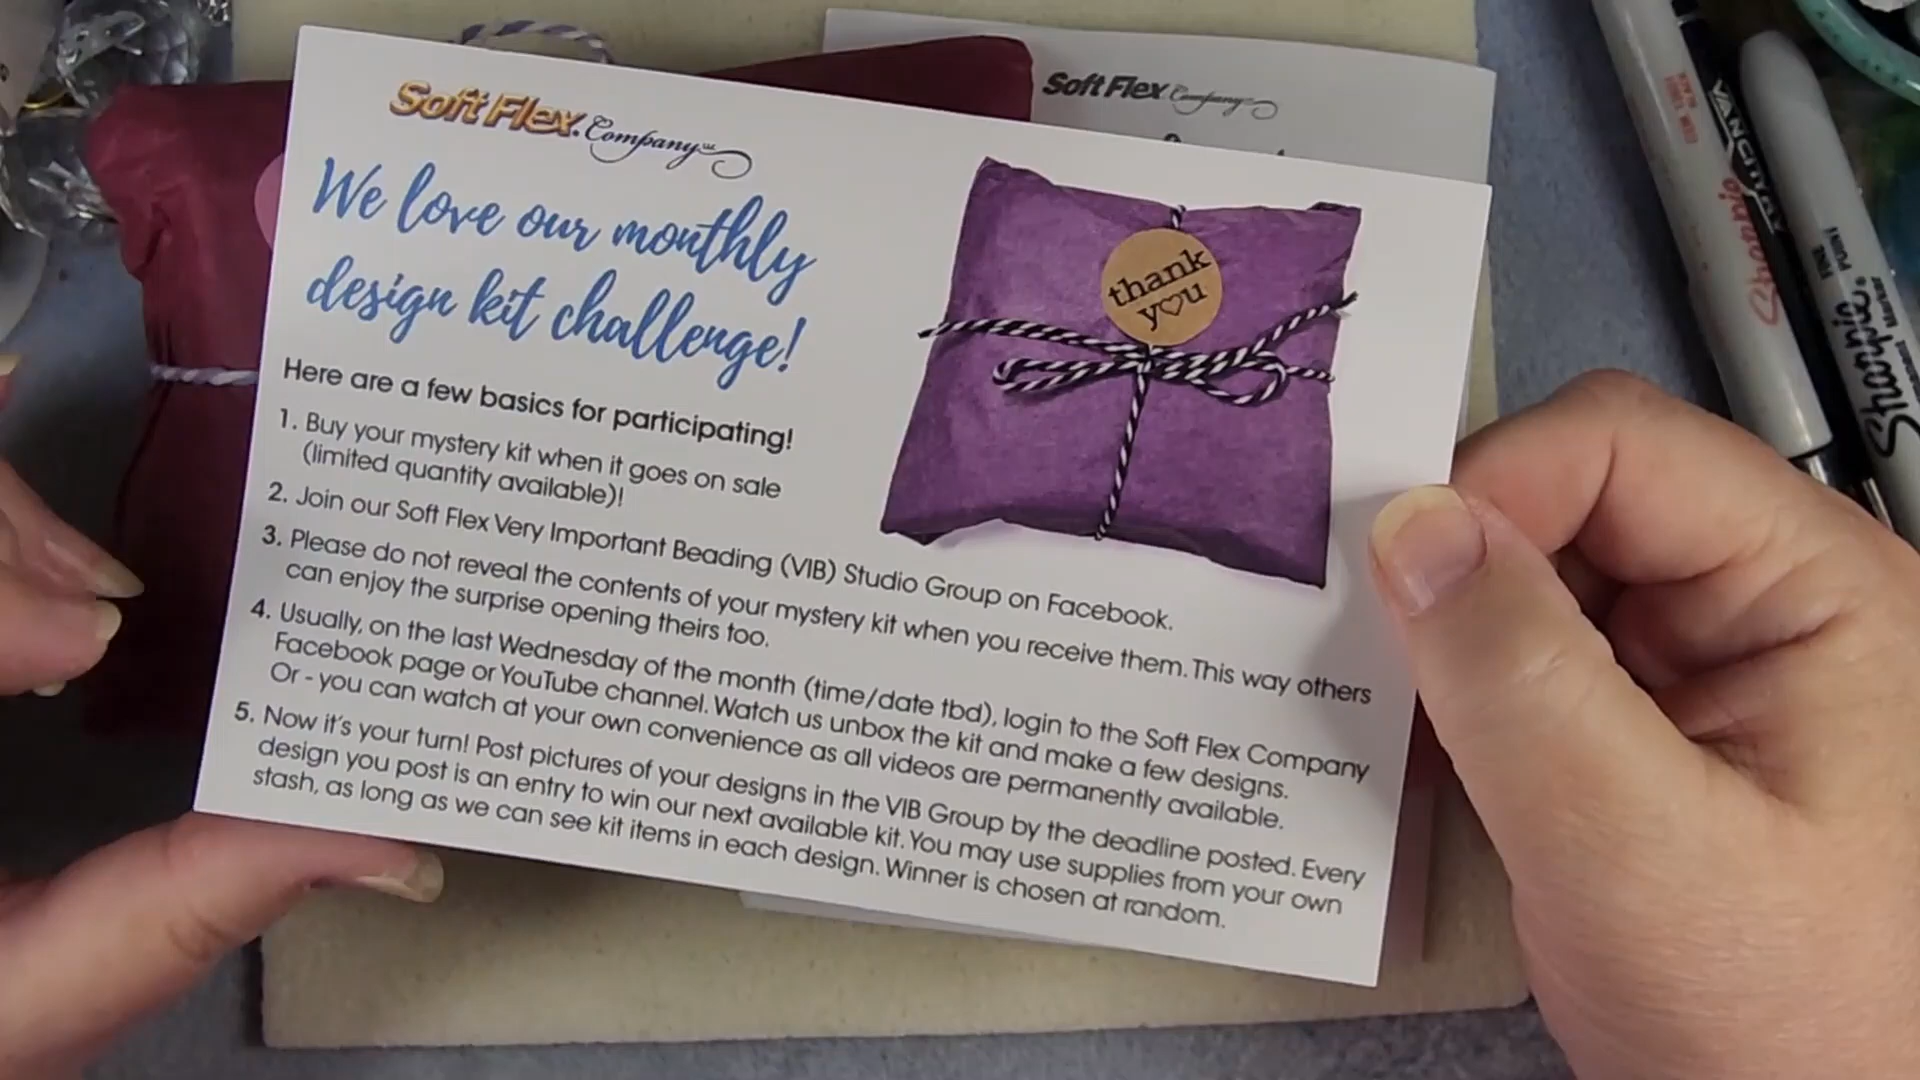 Soft Flex Company LLC
Soft Flex Company
We love our monthly
design kit challenge!
thank
you
Here are a few basics for participating!
1. Buy your mystery kit when it goes on sale
(limited quantity available)!
2. Join our Soft Flex Very Important Beading (VIB) Studio Group on Facebook.
3. Please do not reveal the contents of your mystery kit when you receive them. This way others
can enjoy the surprise opening theirs too.
4. Usually, on the last Wednesday of the month (time/date tbd), login to the Soft Flex Company
Facebook page or YouTube channel. Watch us unbox the kit and make a few designs.
Or - you can watch at your own convenience as all videos are permanently available.
5. Now it's your turn! Post pictures of your designs in the VIB Group by the deadline posted. Every
design you post is an entry to win our next available kit. You may use supplies from your own
stash, as long as we can see kit items in each design. Winner is chosen at random.
Sharpie
Sharpie.
FINE POINT